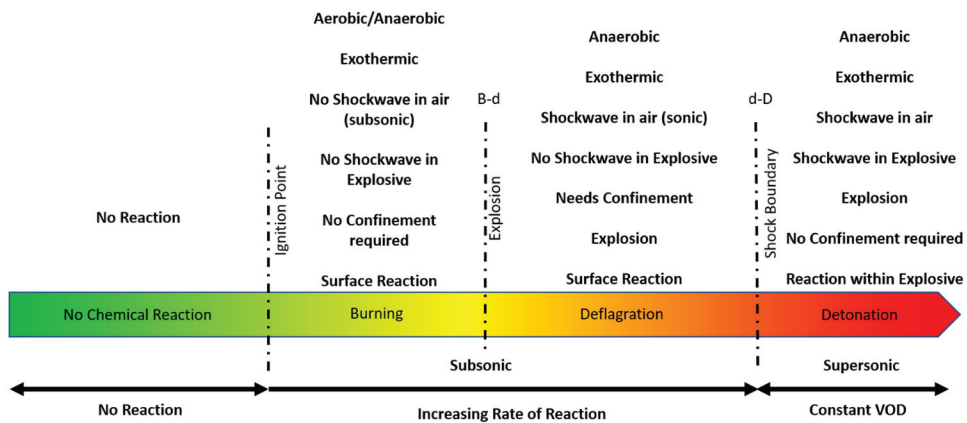 No Reaction
Ignition Point
Aerobic/Anaerobic
Exothermic
No Shockwave in air
(subsonic)
No Shockwave in
Explosive
No Confinement
required
Surface Reaction
B-d
Explosion
Anaerobic
Exothermic
Shockwave in air (sonic)
No Shockwave in Explosive
Needs Confinement
Explosion
Surface Reaction
d-D
Shock Boundary
Anaerobic
Exothermic
Shockwave in air
Shockwave in Explosive
Explosion
No Confinement required
Reaction within Explosive
No Chemical Reaction
Burning
Deflagration
Detonation
Subsonic
Supersonic
No Reaction
Increasing Rate of Reaction
Constant VOD